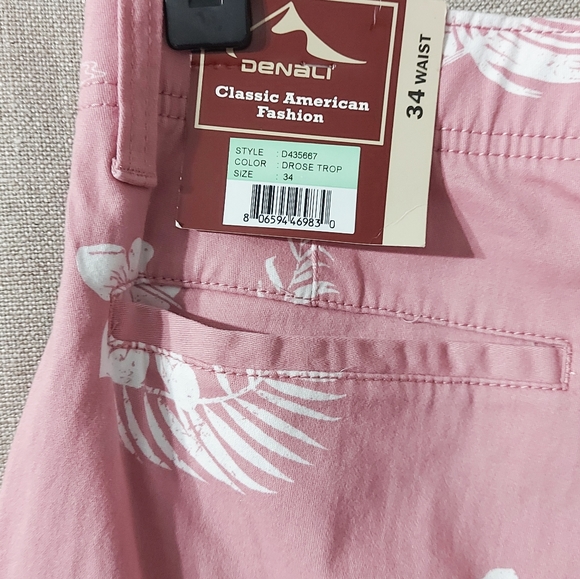 DENALI
Classic American
Fashion
34 WAIST
STYLE : D435667
COLOR : DROSE TROP
SIZE : 34
8 06594 46983 0